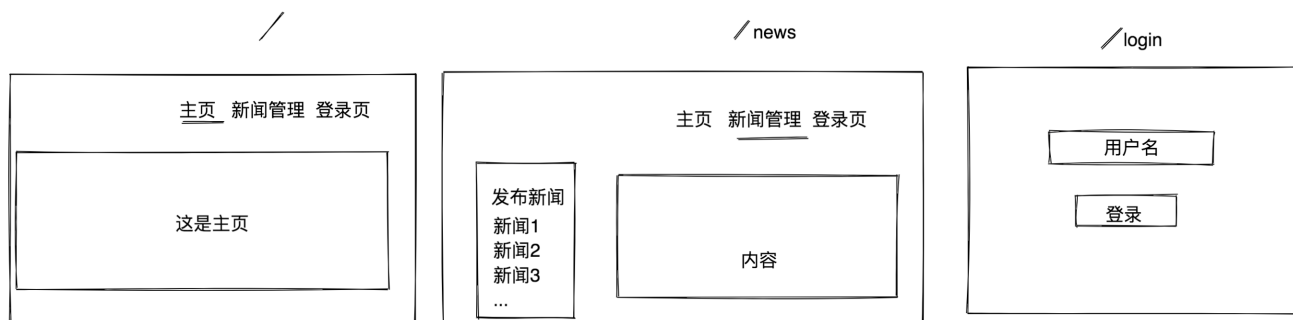 /
主页 新闻管理 登录页
这是主页
/news
主页 新闻管理 登录页
发布新闻
新闻1
新闻2
新闻3
...
内容
/login
用户名
登录